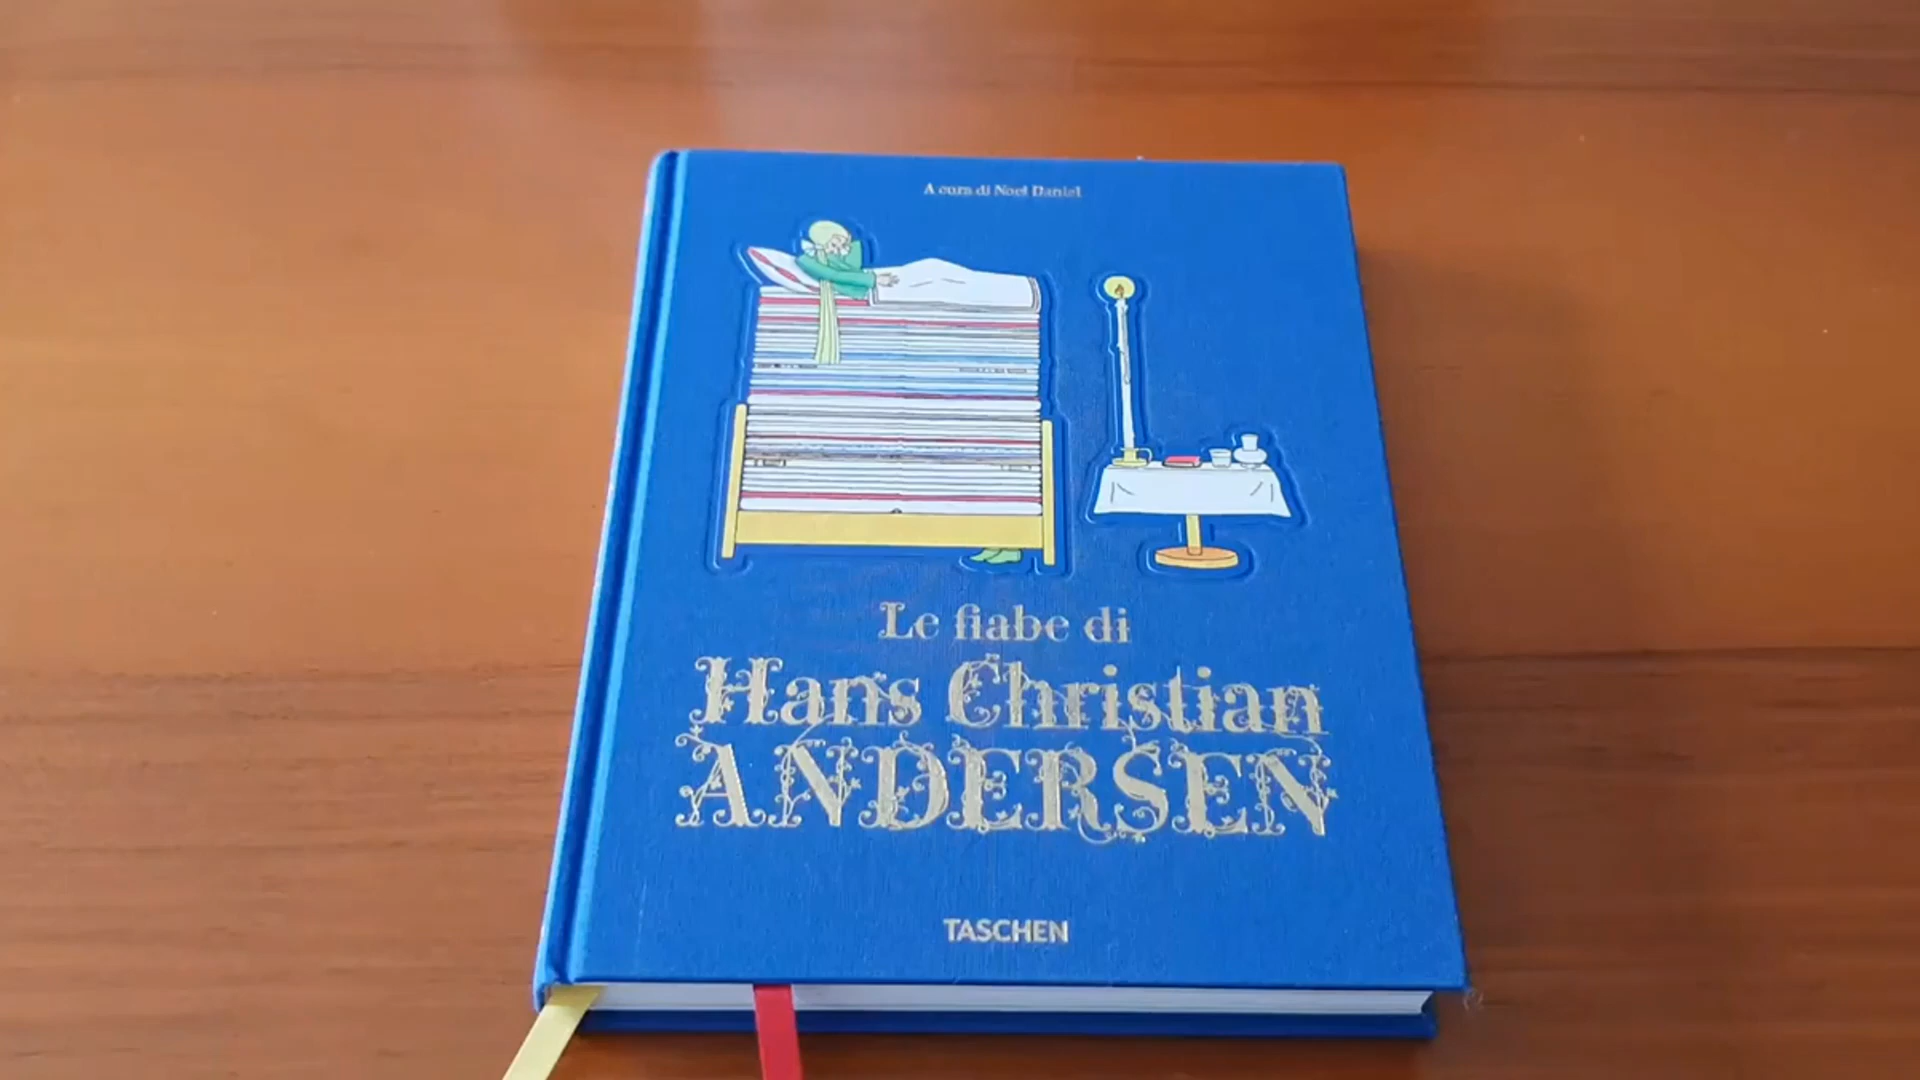 A cura di Noel Daniel
Le fiabe di
Hans Christian
ANDERSEN
TASCHEN